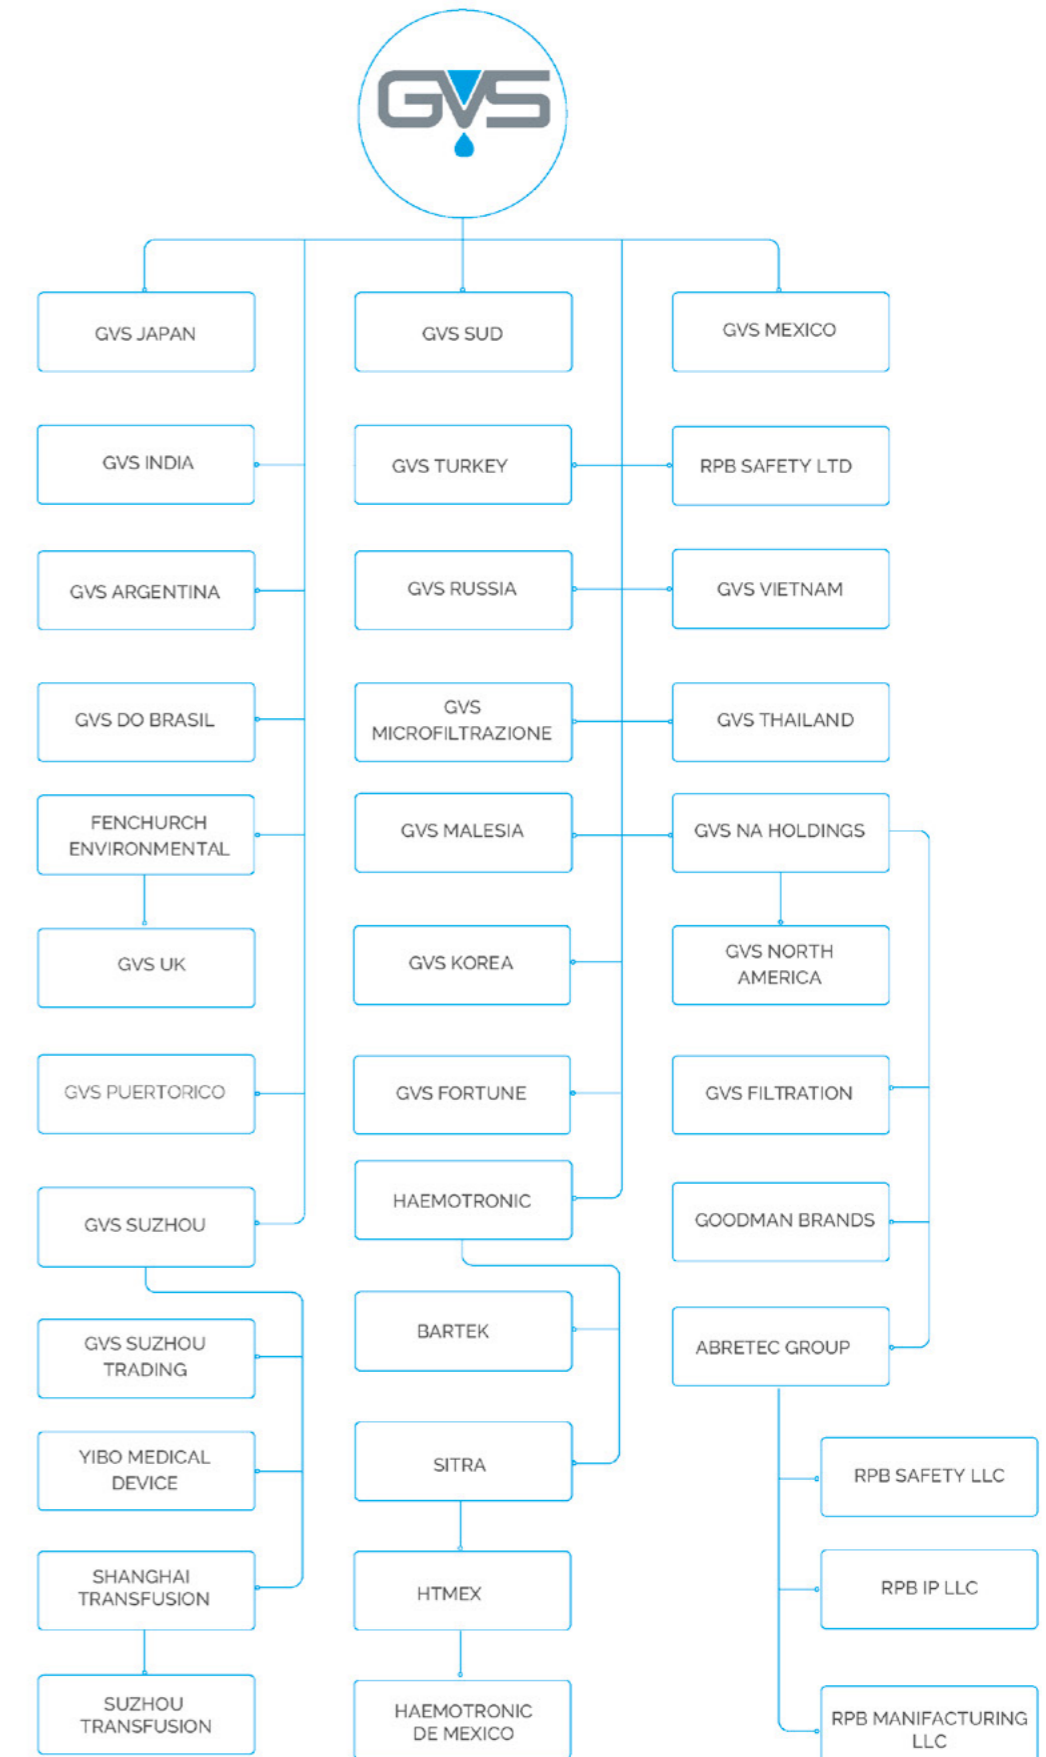 GVS
GVS JAPAN
GVS SUD
GVS MEXICO
GVS INDIA
GVS TURKEY
RPB SAFETY LTD
GVS ARGENTINA
GVS RUSSIA
GVS VIETNAM
GVS DO BRASIL
GVS
MICROFILTRAZIONE
GVS THAILAND
FENCHURCH
ENVIRONMENTAL
GVS MALESIA
GVS NA HOLDINGS
GVS UK
GVS KOREA
GVS NORTH
AMERICA
GVS PUERTORICO
GVS FORTUNE
GVS FILTRATION
GVS SUZHOU
HAEMOTRONIC
GOODMAN BRANDS
GVS SUZHOU
TRADING
BARTEK
ABRETEC GROUP
YIBO MEDICAL
DEVICE
SITRA
RPB SAFETY LLC
SHANGHAI
TRANSFUSION
HTMEX
RPB IP LLC
SUZHOU
TRANSFUSION
HAEMOTRONIC
DE MEXICO
RPB MANIFACTURING
LLC